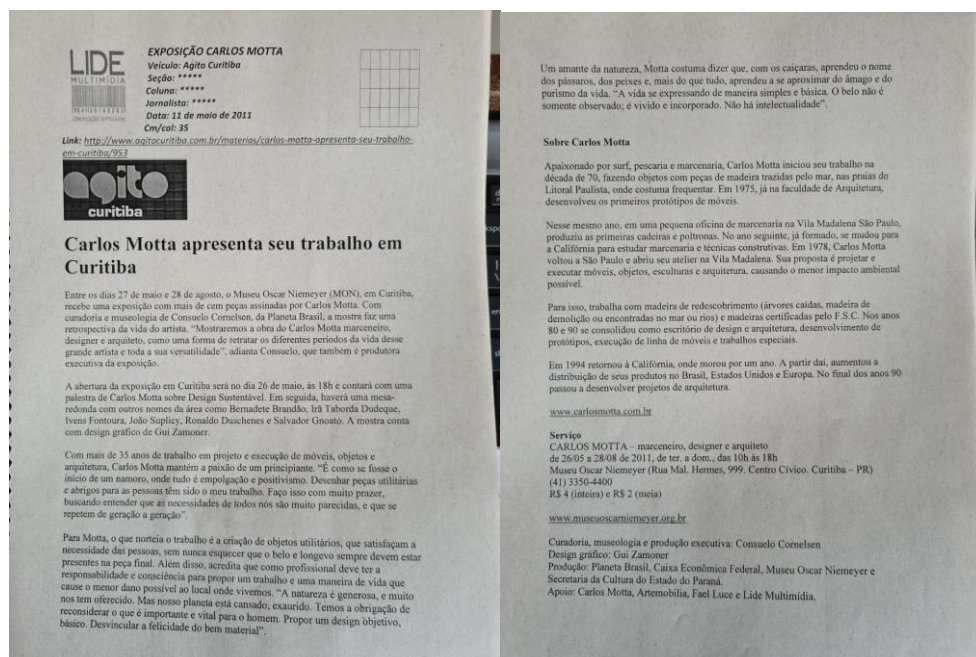 LIDE
MULTIMÍDIA
EXPOSIÇÃO CARLOS MOTTA
Veículo: Agito Curitiba
Seção: *****
Coluna: *****
Jornalista: *****
Data: 11 de maio de 2011
Cm/col: 35
Link: http://www.agitocuritiba.com.br/materias/carlos-motta-apresenta-seu-trabalho-
em-curitiba/953
agito
curitiba
Carlos Motta apresenta seu trabalho em
Curitiba
Entre os dias 27 de maio e 28 de agosto, o Museu Oscar Niemeyer (MON), em Curitiba,
recebe uma exposição com mais de cem peças assinadas por Carlos Motta. Com
curadoria e museologia de Consuelo Cornelsen, da Planeta Brasil, a mostra faz uma
retrospectiva da vida do artista. “Mostraremos a obra do Carlos Motta marceneiro,
designer e arquiteto, como uma forma de retratar os diferentes períodos da vida desse
grande artista e toda a sua versatilidade”, adianta Consuelo, que também é produtora
executiva da exposição.
A abertura da exposição em Curitiba será no dia 26 de maio, às 18h e contará com uma
palestra de Carlos Motta sobre Design Sustentável. Em seguida, haverá uma mesa-
redonda com outros nomes da área como Bernadete Brandão, Irã Taborda Dudeque,
Ivens Fontoura, João Suplicy, Ronaldo Duschenes e Salvador Gnoato. A mostra conta
com design gráfico de Gui Zamoner.
Com mais de 35 anos de trabalho em projeto e execução de móveis, objetos e
arquitetura, Carlos Motta mantém a paixão de um principiante. “É como se fosse o
início de um namoro, onde tudo é empolgação e positivismo. Desenhar peças utilitárias
e abrigos para as pessoas têm sido o meu trabalho. Faço isso com muito prazer,
buscando entender que as necessidades de todos nós são muito parecidas, e que se
repetem de geração a geração”.
Para Motta, o que norteia o trabalho é a criação de objetos utilitários, que satisfaçam a
necessidade das pessoas, sem nunca esquecer que o belo e longevo sempre devem estar
presentes na peça final. Além disso, acredita que como profissional deve ter a
responsabilidade e consciência para propor um trabalho e uma maneira de vida que
cause o menor dano possível ao local onde vivemos. “A natureza é generosa, e muito
nos tem oferecido. Mas nosso planeta está cansado, exaurido. Temos a obrigação de
reconsiderar o que é importante e vital para o homem. Propor um design objetivo,
básico. Desvincular a felicidade do bem material”.
Um amante da natureza, Motta costuma dizer que, com os caiçaras, aprendeu o nome
dos pássaros, dos peixes e, mais do que tudo, aprendeu a se aproximar do âmago e do
purismo da vida. “A vida se expressando de maneira simples e básica. O belo não é
somente observado; é vivido e incorporado. Não há intelectualidade”.
Sobre Carlos Motta
Apaixonado por surf, pescaria e marcenaria, Carlos Motta iniciou seu trabalho na
década de 70, fazendo objetos com peças de madeira trazidas pelo mar, nas praias do
Litoral Paulista, onde costuma frequentar. Em 1975, já na faculdade de Arquitetura,
desenvolveu os primeiros protótipos de móveis.
Nesse mesmo ano, em uma pequena oficina de marcenaria na Vila Madalena São Paulo,
produziu as primeiras cadeiras e poltronas. No ano seguinte, já formado, se mudou para
a Califórnia para estudar marcenaria e técnicas construtivas. Em 1978, Carlos Motta
voltou a São Paulo e abriu seu atelier na Vila Madalena. Sua proposta é projetar e
executar móveis, objetos, esculturas e arquitetura, causando o menor impacto ambiental
possível.
Para isso, trabalha com madeira de redescobrimento (árvores caídas, madeira de
demolição ou encontradas no mar ou rios) e madeiras certificadas pelo F.S.C. Nos anos
80 e 90 se consolidou como escritório de design e arquitetura, desenvolvimento de
protótipos, execução de linha de móveis e trabalhos especiais.
Em 1994 retornou à Califórnia, onde morou por um ano. A partir daí, aumentou a
distribuição de seus produtos no Brasil, Estados Unidos e Europa. No final dos anos 90
passou a desenvolver projetos de arquitetura.
www.carlosmotta.com.br
Serviço
CARLOS MOTTA – marceneiro, designer e arquiteto
de 26/05 a 28/08 de 2011, de ter. a dom., das 10h às 18h
Museu Oscar Niemeyer (Rua Mal. Hermes, 999. Centro Cívico. Curitiba – PR)
(41) 3350-4400
R$ 4 (inteira) e R$ 2 (meia)
www.museuoscarniemeyer.org.br
Curadoria, museologia e produção executiva: Consuelo Cornelsen
Design gráfico: Gui Zamoner
Produção: Planeta Brasil, Caixa Econômica Federal, Museu Oscar Niemeyer e
Secretaria da Cultura do Estado do Paraná.
Apoio: Carlos Motta, Artemobilia, Fael Luce e Lide Multimídia.